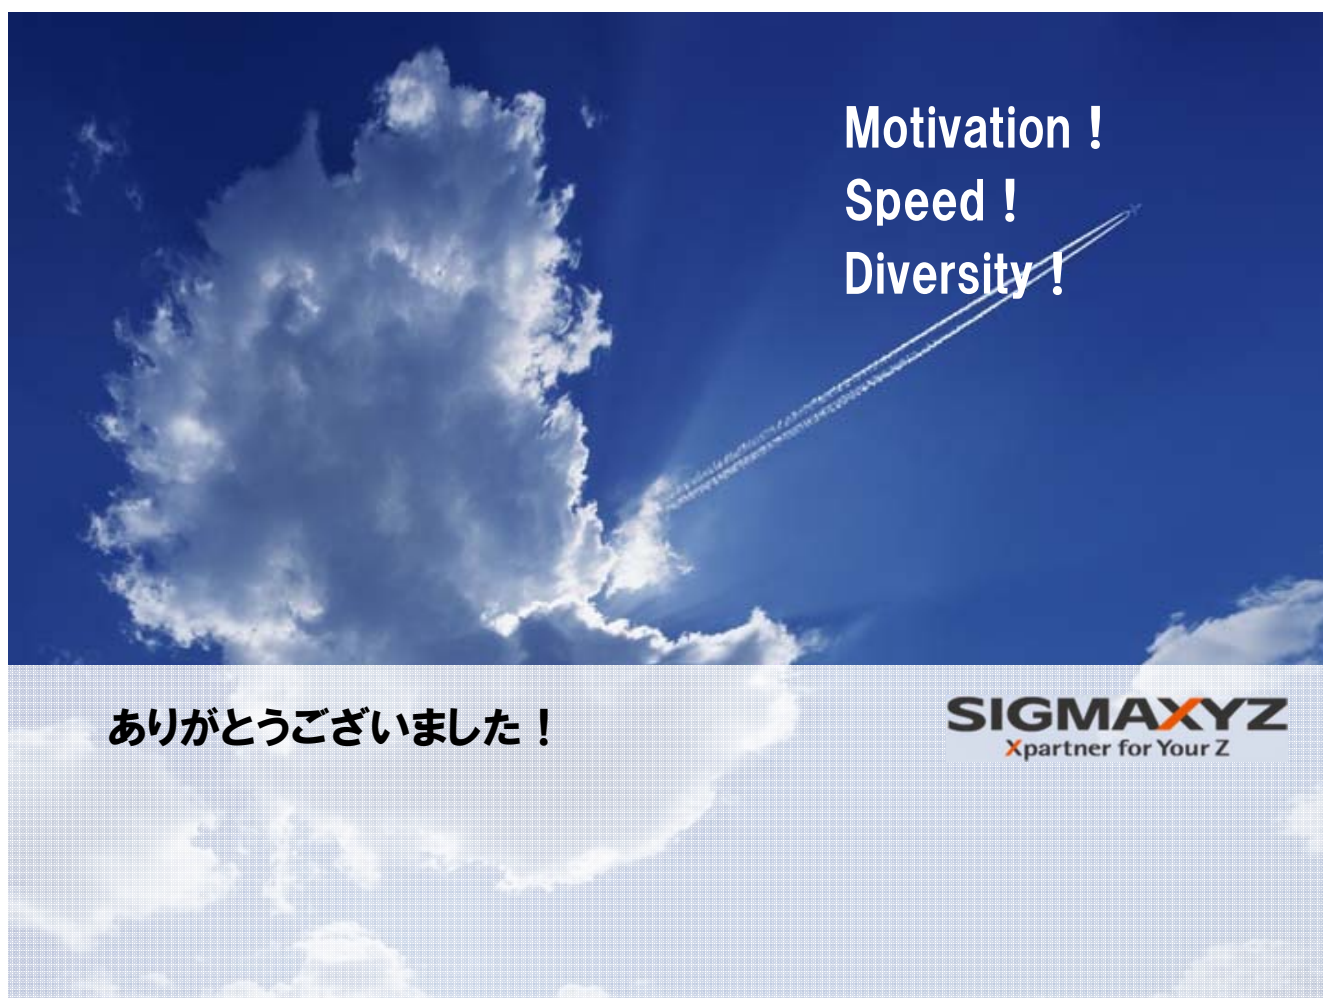 Motivation！
Speed！
Diversity！
ありがとうございました！
SIGMAXYZ
Xpartner for Your Z